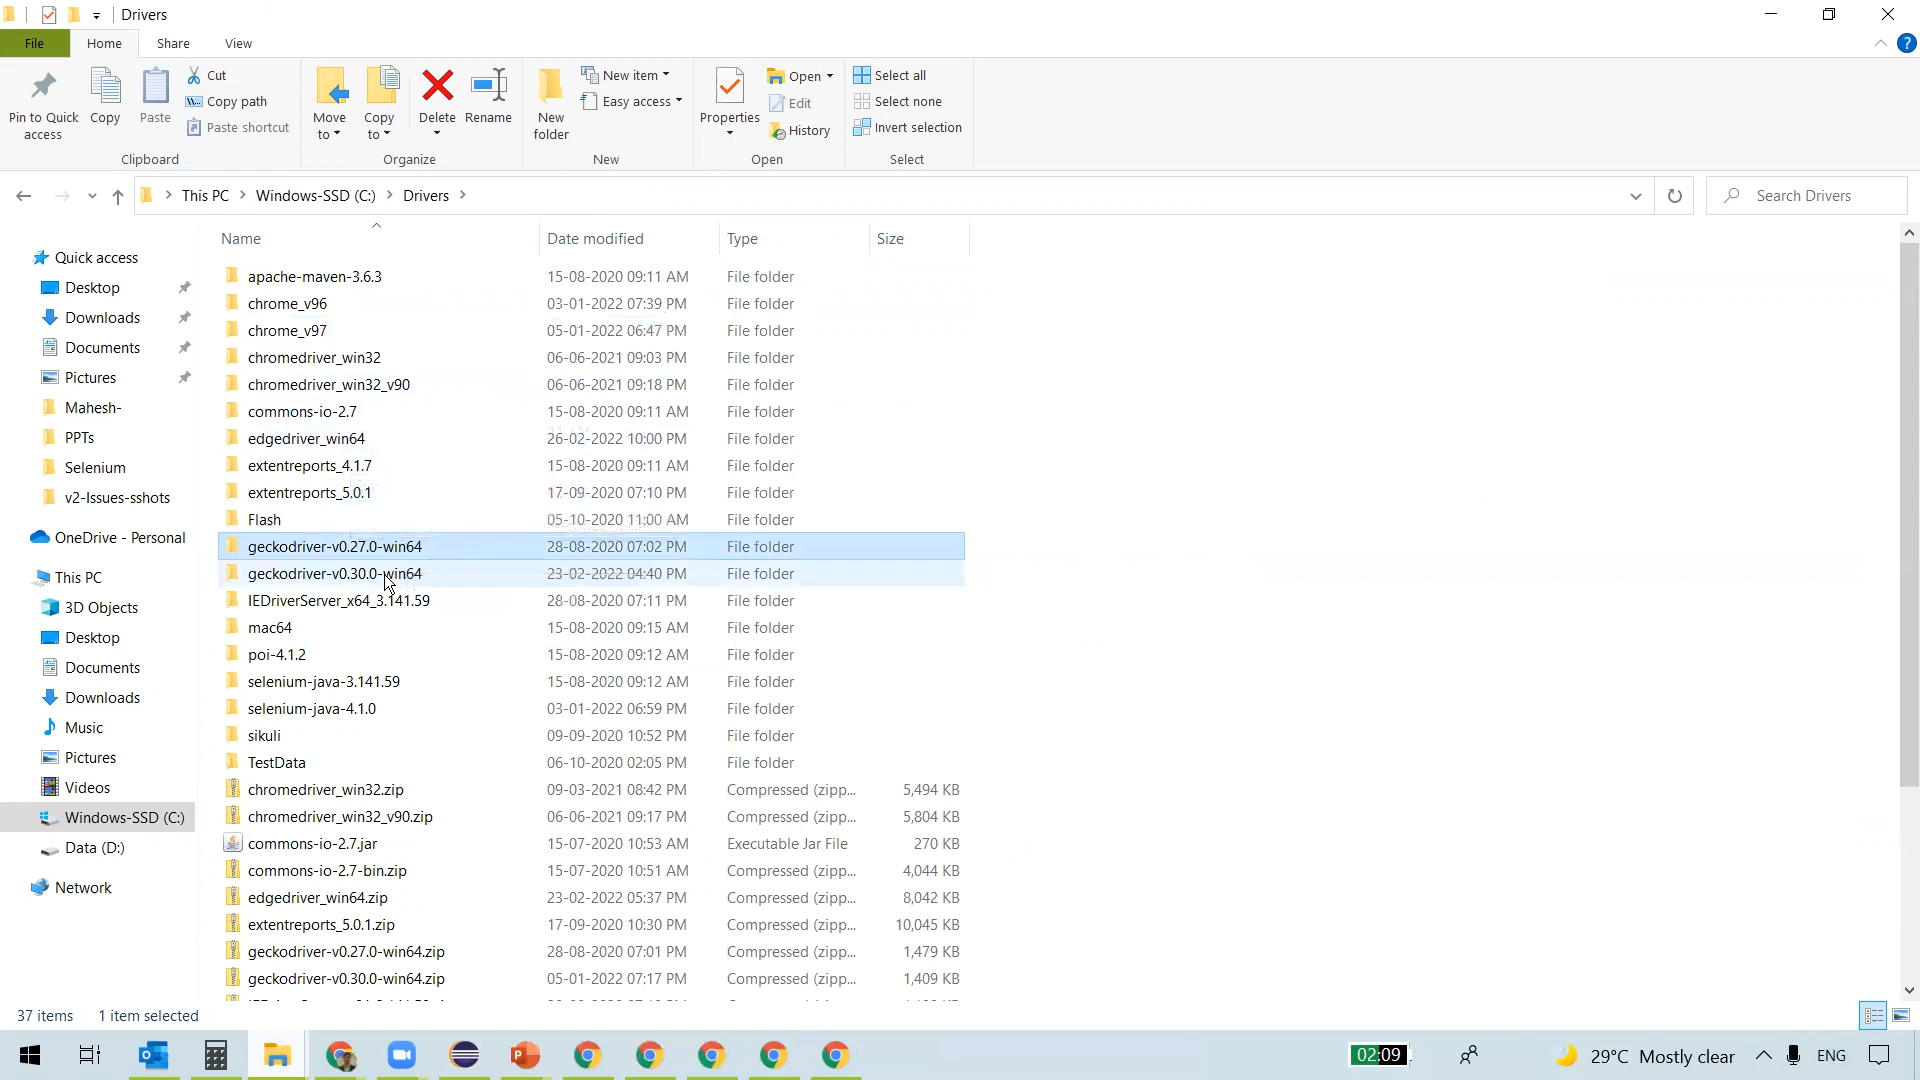 Drivers
File
Home
Share
View
Pin to Quick access
Copy
Paste
Cut
Copy path
Paste shortcut
Clipboard
Move to
Copy to
Delete
Rename
Organize
New folder
New item
Easy access
New
Properties
Open
Edit
History
Open
Select all
Select none
Invert selection
Select
This PC
Windows-SSD (C:)
Drivers
Search Drivers
Quick access
Desktop
Downloads
Documents
Pictures
Mahesh-
PPTs
Selenium
v2-Issues-sshots
OneDrive - Personal
This PC
3D Objects
Desktop
Documents
Downloads
Music
Pictures
Videos
Windows-SSD (C:)
Data (D:)
Network
Name Date modified Type Size
apache-maven-3.6.3 15-08-2020 09:11 AM File folder
chrome_v96 03-01-2022 07:39 PM File folder
chrome_v97 05-01-2022 06:47 PM File folder
chromedriver_win32 06-06-2021 09:03 PM File folder
chromedriver_win32_v90 06-06-2021 09:18 PM File folder
commons-io-2.7 15-08-2020 09:11 AM File folder
edgedriver_win64 26-02-2022 10:00 PM File folder
extentreports_4.1.7 15-08-2020 09:11 AM File folder
extentreports_5.0.1 17-09-2020 07:10 PM File folder
Flash 05-10-2020 11:00 AM File folder
geckodriver-v0.27.0-win64 28-08-2020 07:02 PM File folder
geckodriver-v0.30.0-win64 23-02-2022 04:40 PM File folder
IEDriverServer_x64_3.141.59 28-08-2020 07:11 PM File folder
mac64 15-08-2020 09:15 AM File folder
poi-4.1.2 15-08-2020 09:12 AM File folder
selenium-java-3.141.59 15-08-2020 09:12 AM File folder
selenium-java-4.1.0 03-01-2022 06:59 PM File folder
sikuli 09-09-2020 10:52 PM File folder
TestData 06-10-2020 02:05 PM File folder
chromedriver_win32.zip 09-03-2021 08:42 PM Compressed (zipp... 5,494 KB
chromedriver_win32_v90.zip 06-06-2021 09:17 PM Compressed (zipp... 5,804 KB
commons-io-2.7.jar 15-07-2020 10:53 AM Executable Jar File 270 KB
commons-io-2.7-bin.zip 15-07-2020 10:51 AM Compressed (zipp... 4,044 KB
edgedriver_win64.zip 23-02-2022 05:37 PM Compressed (zipp... 8,042 KB
extentreports_5.0.1.zip 17-09-2020 10:30 PM Compressed (zipp... 10,045 KB
geckodriver-v0.27.0-win64.zip 28-08-2020 07:01 PM Compressed (zipp... 1,479 KB
geckodriver-v0.30.0-win64.zip 05-01-2022 07:17 PM Compressed (zipp... 1,409 KB
37 items 1 item selected
02:09
29°C Mostly clear
ENG